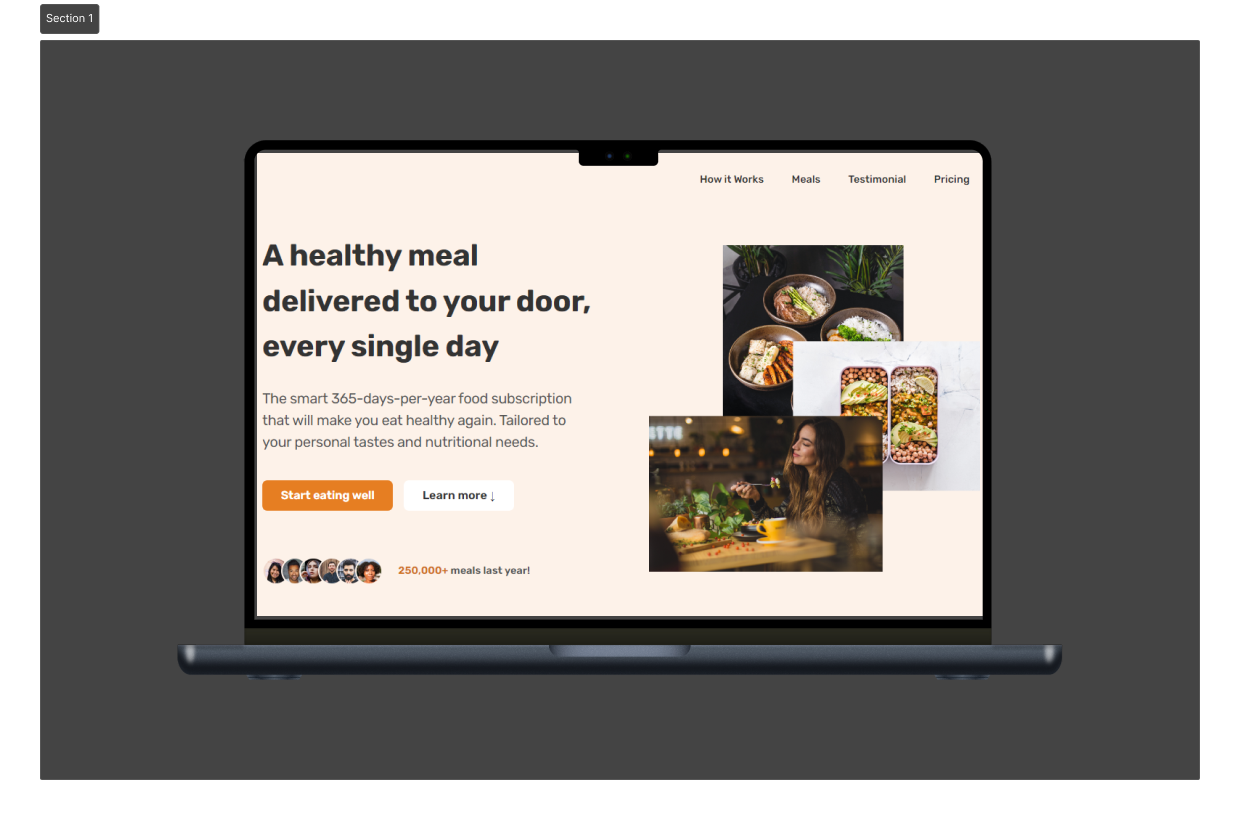 Section 1
How it Works Meals Testimonial Pricing
A healthy meal
delivered to your door,
every single day
The smart 365-days-per-year food subscription
that will make you eat healthy again. Tailored to
your personal tastes and nutritional needs.
Start eating well Learn more ↓
250,000+ meals last year!